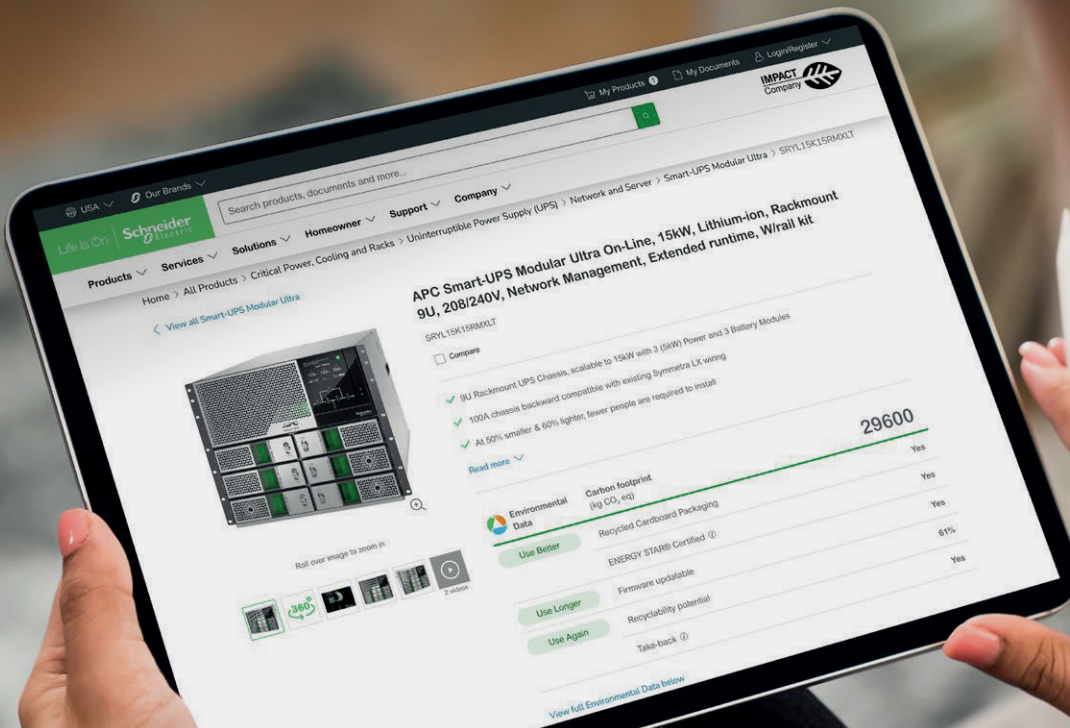 USA
Our Brands
My Products 1
My Documents
Login/Register
Life Is On
Schneider
Electric
Search products, documents and more...
IMPACT
Company
Products
Services
Solutions
Homeowner
Support
Company
Home > All Products > Critical Power, Cooling and Racks > Uninterruptible Power Supply (UPS) > Network and Server > Smart-UPS Modular Ultra > SRYL15K15RMXLT
View all Smart-UPS Modular Ultra
APC Smart-UPS Modular Ultra On-Line, 15kW, Lithium-ion, Rackmount
9U, 208/240V, Network Management, Extended runtime, W/rail kit
SRYL15K15RMXLT
Compare
9U Rackmount UPS Chassis, scalable to 15kW with 3 (5kW) Power and 3 Battery Modules
100A chassis backward compatible with existing Symmetra LX wiring
At 50% smaller & 60% lighter, fewer people are required to install
Read more
Roll over image to zoom in
360°
2 videos
Environmental
Data
Carbon footprint
(kg CO₂ eq)
29600
Use Better
Recycled Cardboard Packaging
Yes
ENERGY STAR® Certified
Yes
Use Longer
Firmware updatable
Yes
Use Again
Recyclability potential
61%
Take-back
Yes
View full Environmental Data below